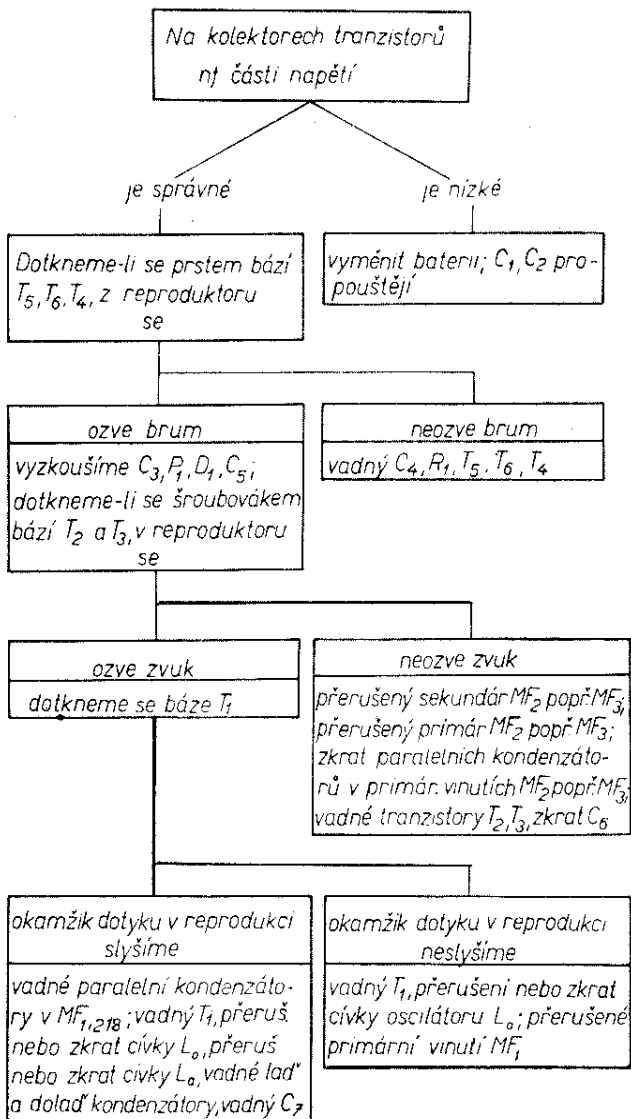 Na kolektorech tranzistorů
nf části napětí
je správné
je nízké
Dotkneme-li se prstem bází
T5, T6, T4, z reproduktoru
se
vyměnit baterii; C1, C2 pro-
pouštějí
ozve brum
vyzkoušíme C3, P1, D1, C5;
dotkneme-li se šroubovákem
bází T2 a T3, v reproduktoru
se
neozve brum
vadný C4, R1, T5, T6, T4
ozve zvuk
dotkneme se báze T1
neozve zvuk
přerušený sekundár MF2 popř. MF3;
přerušený primár MF2 popř. MF3;
zkrat paralelních kondenzáto-
rů v primár. vinutích MF2 popř. MF3;
vadné tranzistory T2, T3, zkrat C6
okamžik dotyku v reprodukci
slyšíme
vadné paralelní kondenzáto-
ry v MF1,218; vadný T1, přeruš.
nebo zkrat cívky Lo, přeruš
nebo zkrat cívky La, vadné laď
a dolaď kondenzátory, vadný C7
okamžik dotyku v reprodukci
neslyšíme
vadný T1, přerušení nebo zkrat
cívky oscilátoru Lo; přerušené
primární vinutí MF1